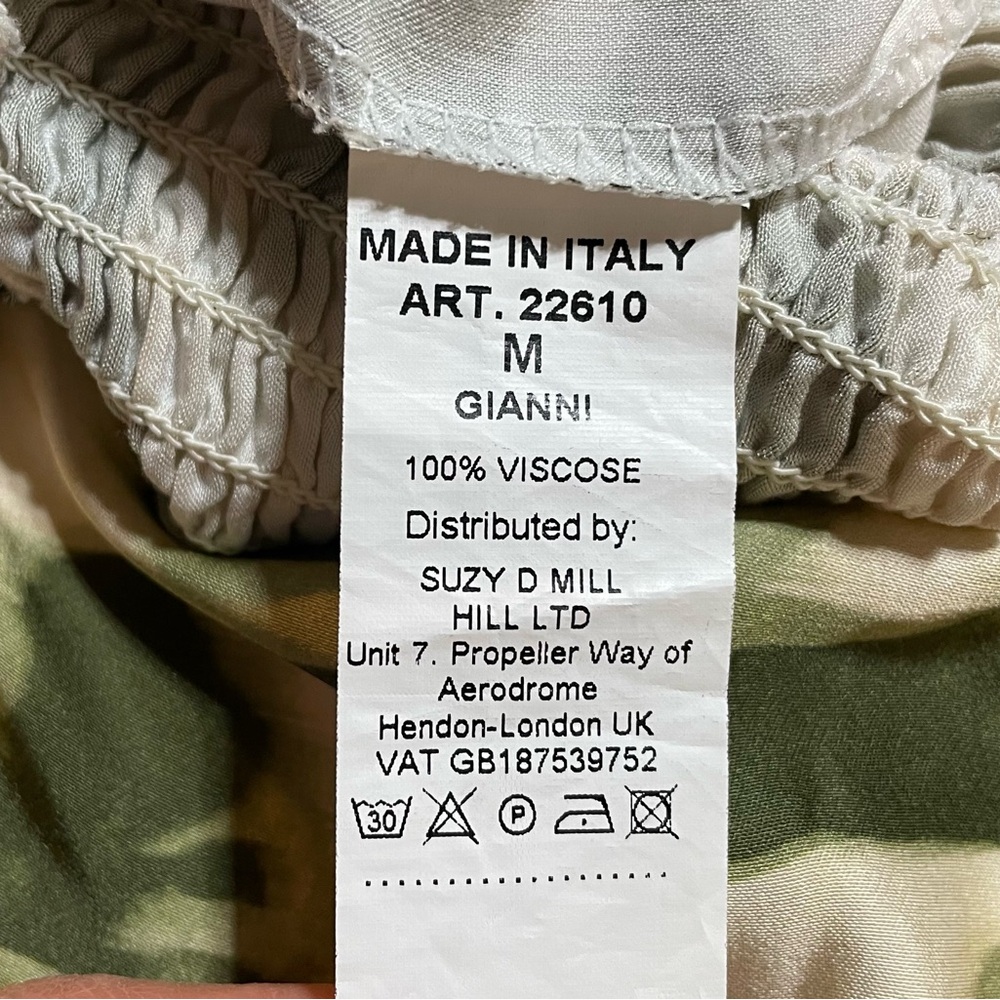 MADE IN ITALY
ART. 22610
M
GIANNI
100% VISCOSE
Distributed by:
SUZY D MILL
HILL LTD
Unit 7. Propeller Way of
Aerodrome
Hendon-London UK
VAT GB187539752
30 P